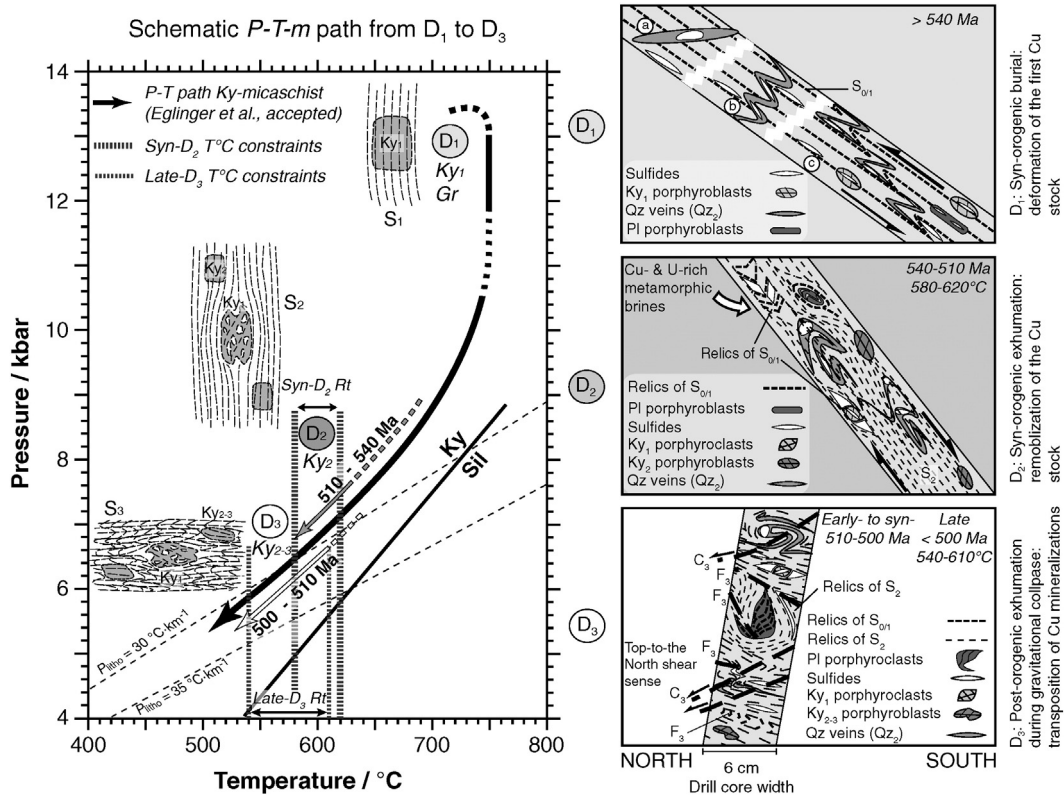 Schematic P-T-m path from D1 to D3
14
12
10
8
6
4
Pressure / kbar
400
500
600
700
800
Temperature / °C
P-T path Ky-micaschist
(Eglinger et al., accepted)
Syn-D2 T°C constraints
Late-D3 T°C constraints
Ky1
S1
D1
Ky1
Gr
Ky2
Ky1
S2
Syn-D2 Rt
D2
Ky2
510 - 540 Ma
Ky
Sil
S3
Ky2-3
Ky1
D3
Ky2-3
500 - 510 Ma
Plitho = 30 °C·km-1
Plitho = 35 °C·km-1
Late-D3 Rt
D1
a
b
c
> 540 Ma
S0/1
Sulfides
Ky1 porphyroblasts
Qz veins (Qz2)
Pl porphyroblasts
D1: Syn-orogenic burial:
deformation of the first Cu
stock
D2
Cu- & U-rich
metamorphic
brines
540-510 Ma
580-620°C
Relics of S0/1
Relics of S0/1
Pl porphyroblasts
Sulfides
Ky1 porphyroclasts
Ky2 porphyroblasts
Qz veins (Qz2)
S2
D2: Syn-orogenic exhumation:
remoblization of the Cu
stock
D3
Early- to syn-
510-500 Ma
Late
< 500 Ma
540-610°C
C3
F3
F3
Relics of S2
Top-to-the
North shear
sense
F3
C3
F3
Relics of S0/1
Relics of S2
Pl porphyroclasts
Sulfides
Ky1 porphyroclasts
Ky2-3 porphyroblasts
Qz veins (Qz2)
D3: Post-orogenic exhumation
during gravitational collpase:
transposition of Cu mineralizations
NORTH
SOUTH
6 cm
Drill core width